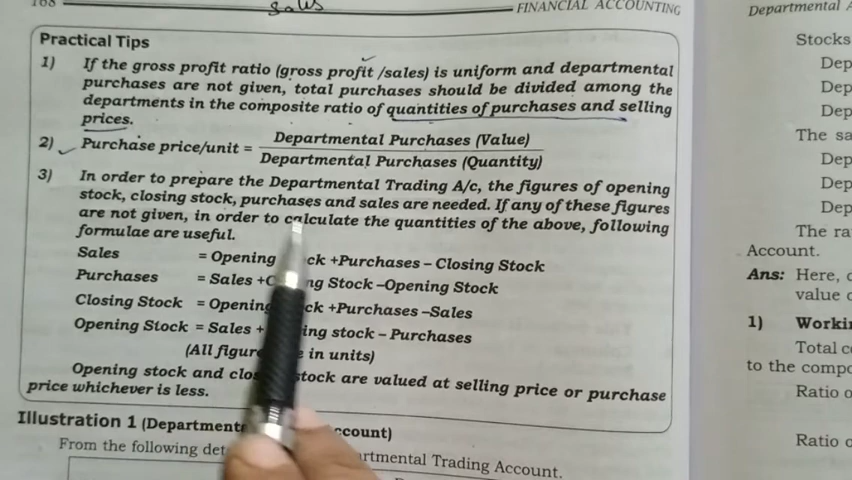 168
sales
FINANCIAL ACCOUNTING
Practical Tips
1) If the gross profit ratio (gross profit /sales) is uniform and departmental
purchases are not given, total purchases should be divided among the
departments in the composite ratio of quantities of purchases and selling
prices.
2) Purchase price/unit = Departmental Purchases (Value)
Departmental Purchases (Quantity)
3) In order to prepare the Departmental Trading A/c, the figures of opening
stock, closing stock, purchases and sales are needed. If any of these figures
are not given, in order to calculate the quantities of the above, following
formulae are useful.
Sales = Opening ck +Purchases – Closing Stock
Purchases = Sales +C ng Stock –Opening Stock
Closing Stock = Opening ck +Purchases –Sales
Opening Stock = Sales + ing stock – Purchases
(All figur e in units)
Opening stock and clos stock are valued at selling price or purchase
price whichever is less.
Illustration 1 (Department ccount)
From the following det rtmental Trading Account.
Departmental A
Stocks
Dep
Dep
Dep
The sa
Dep
Dep
Dep
The ra
Account.
Ans: Here, c
value o
1) Workin
Total c
to the compo
Ratio o
Ratio o